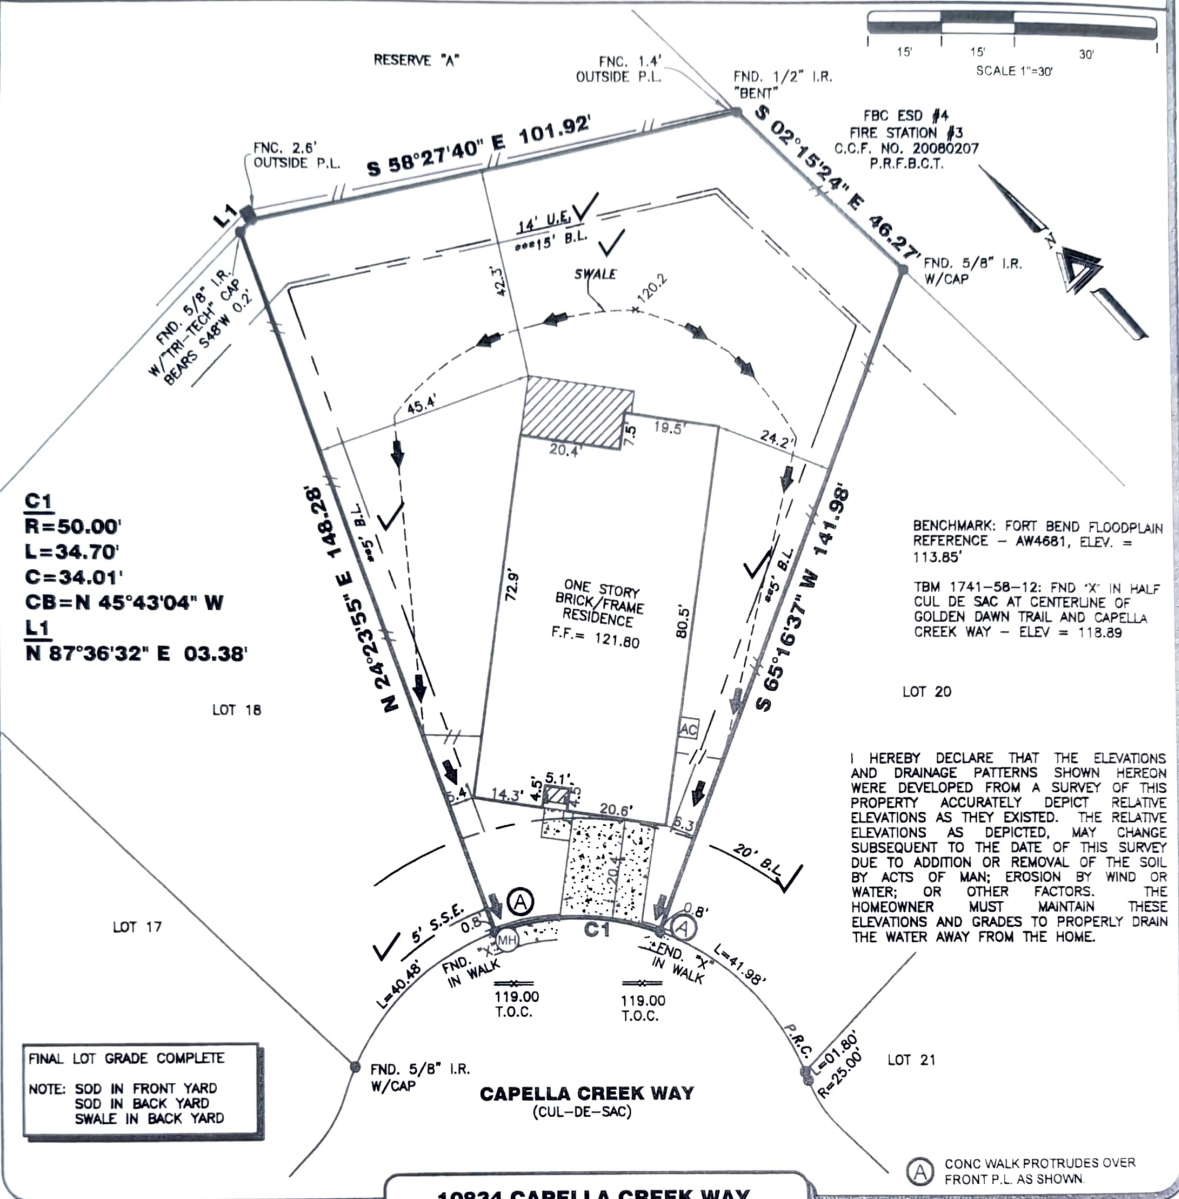 RESERVE "A"
FNC. 1.4'
OUTSIDE P.L.
FND. 1/2" I.R.
"BENT"
15'
15'
30'
SCALE 1"=30'
FBC ESD #4
FIRE STATION #3
C.C.F. NO. 20080207
P.R.F.B.C.T.
FNC. 2.6'
OUTSIDE P.L.
S 58°27'40" E 101.92'
S 02°15'24" E 46.27'
L1
N
FND. 5/8" I.R.
W/CAP
FND. 5/8" I.R.
W/"TRI-TECH" CAP
BEARS S48°W 0.2'
14' U.E.
***15' B.L.
SWALE
120.2
42.3'
45.4'
24.2'
19.5'
7.5'
20.4'
C1
R=50.00'
L=34.70'
C=34.01'
CB=N 45°43'04" W
L1
N 87°36'32" E 03.38'
N 24°23'55" E 148.28'
**5' B.L.
72.9'
ONE STORY
BRICK/FRAME
RESIDENCE
F.F.= 121.80
80.5'
**5' B.L.
S 65°16'37" W 141.98'
BENCHMARK: FORT BEND FLOODPLAIN
REFERENCE - AW4681, ELEV. =
113.85'
TBM 1741-58-12: FND "X" IN HALF
CUL DE SAC AT CENTERLINE OF
GOLDEN DAWN TRAIL AND CAPELLA
CREEK WAY - ELEV = 118.89
LOT 18
LOT 20
AC
I HEREBY DECLARE THAT THE ELEVATIONS
AND DRAINAGE PATTERNS SHOWN HEREON
WERE DEVELOPED FROM A SURVEY OF THIS
PROPERTY ACCURATELY DEPICT RELATIVE
ELEVATIONS AS THEY EXISTED. THE RELATIVE
ELEVATIONS AS DEPICTED, MAY CHANGE
SUBSEQUENT TO THE DATE OF THIS SURVEY
DUE TO ADDITION OR REMOVAL OF THE SOIL
BY ACTS OF MAN; EROSION BY WIND OR
WATER; OR OTHER FACTORS. THE
HOMEOWNER MUST MAINTAIN THESE
ELEVATIONS AND GRADES TO PROPERLY DRAIN
THE WATER AWAY FROM THE HOME.
14.3'
4.5'
5.1'
4.5'
20.6'
6.3'
20.4'
20' B.L.
LOT 17
5' S.S.E.
0.8'
A
MH
C1
0.8'
A
FND. "X"
IN WALK
FND. "X"
IN WALK
L=40.48'
L=41.98'
119.00
T.O.C.
119.00
T.O.C.
P.R.C.
L=01.80'
R=25.00'
LOT 21
FINAL LOT GRADE COMPLETE
NOTE: SOD IN FRONT YARD
SOD IN BACK YARD
SWALE IN BACK YARD
FND. 5/8" I.R.
W/CAP
CAPELLA CREEK WAY
(CUL-DE-SAC)
A CONC WALK PROTRUDES OVER
FRONT P.L. AS SHOWN.
10834 CAPELLA CREEK WAY